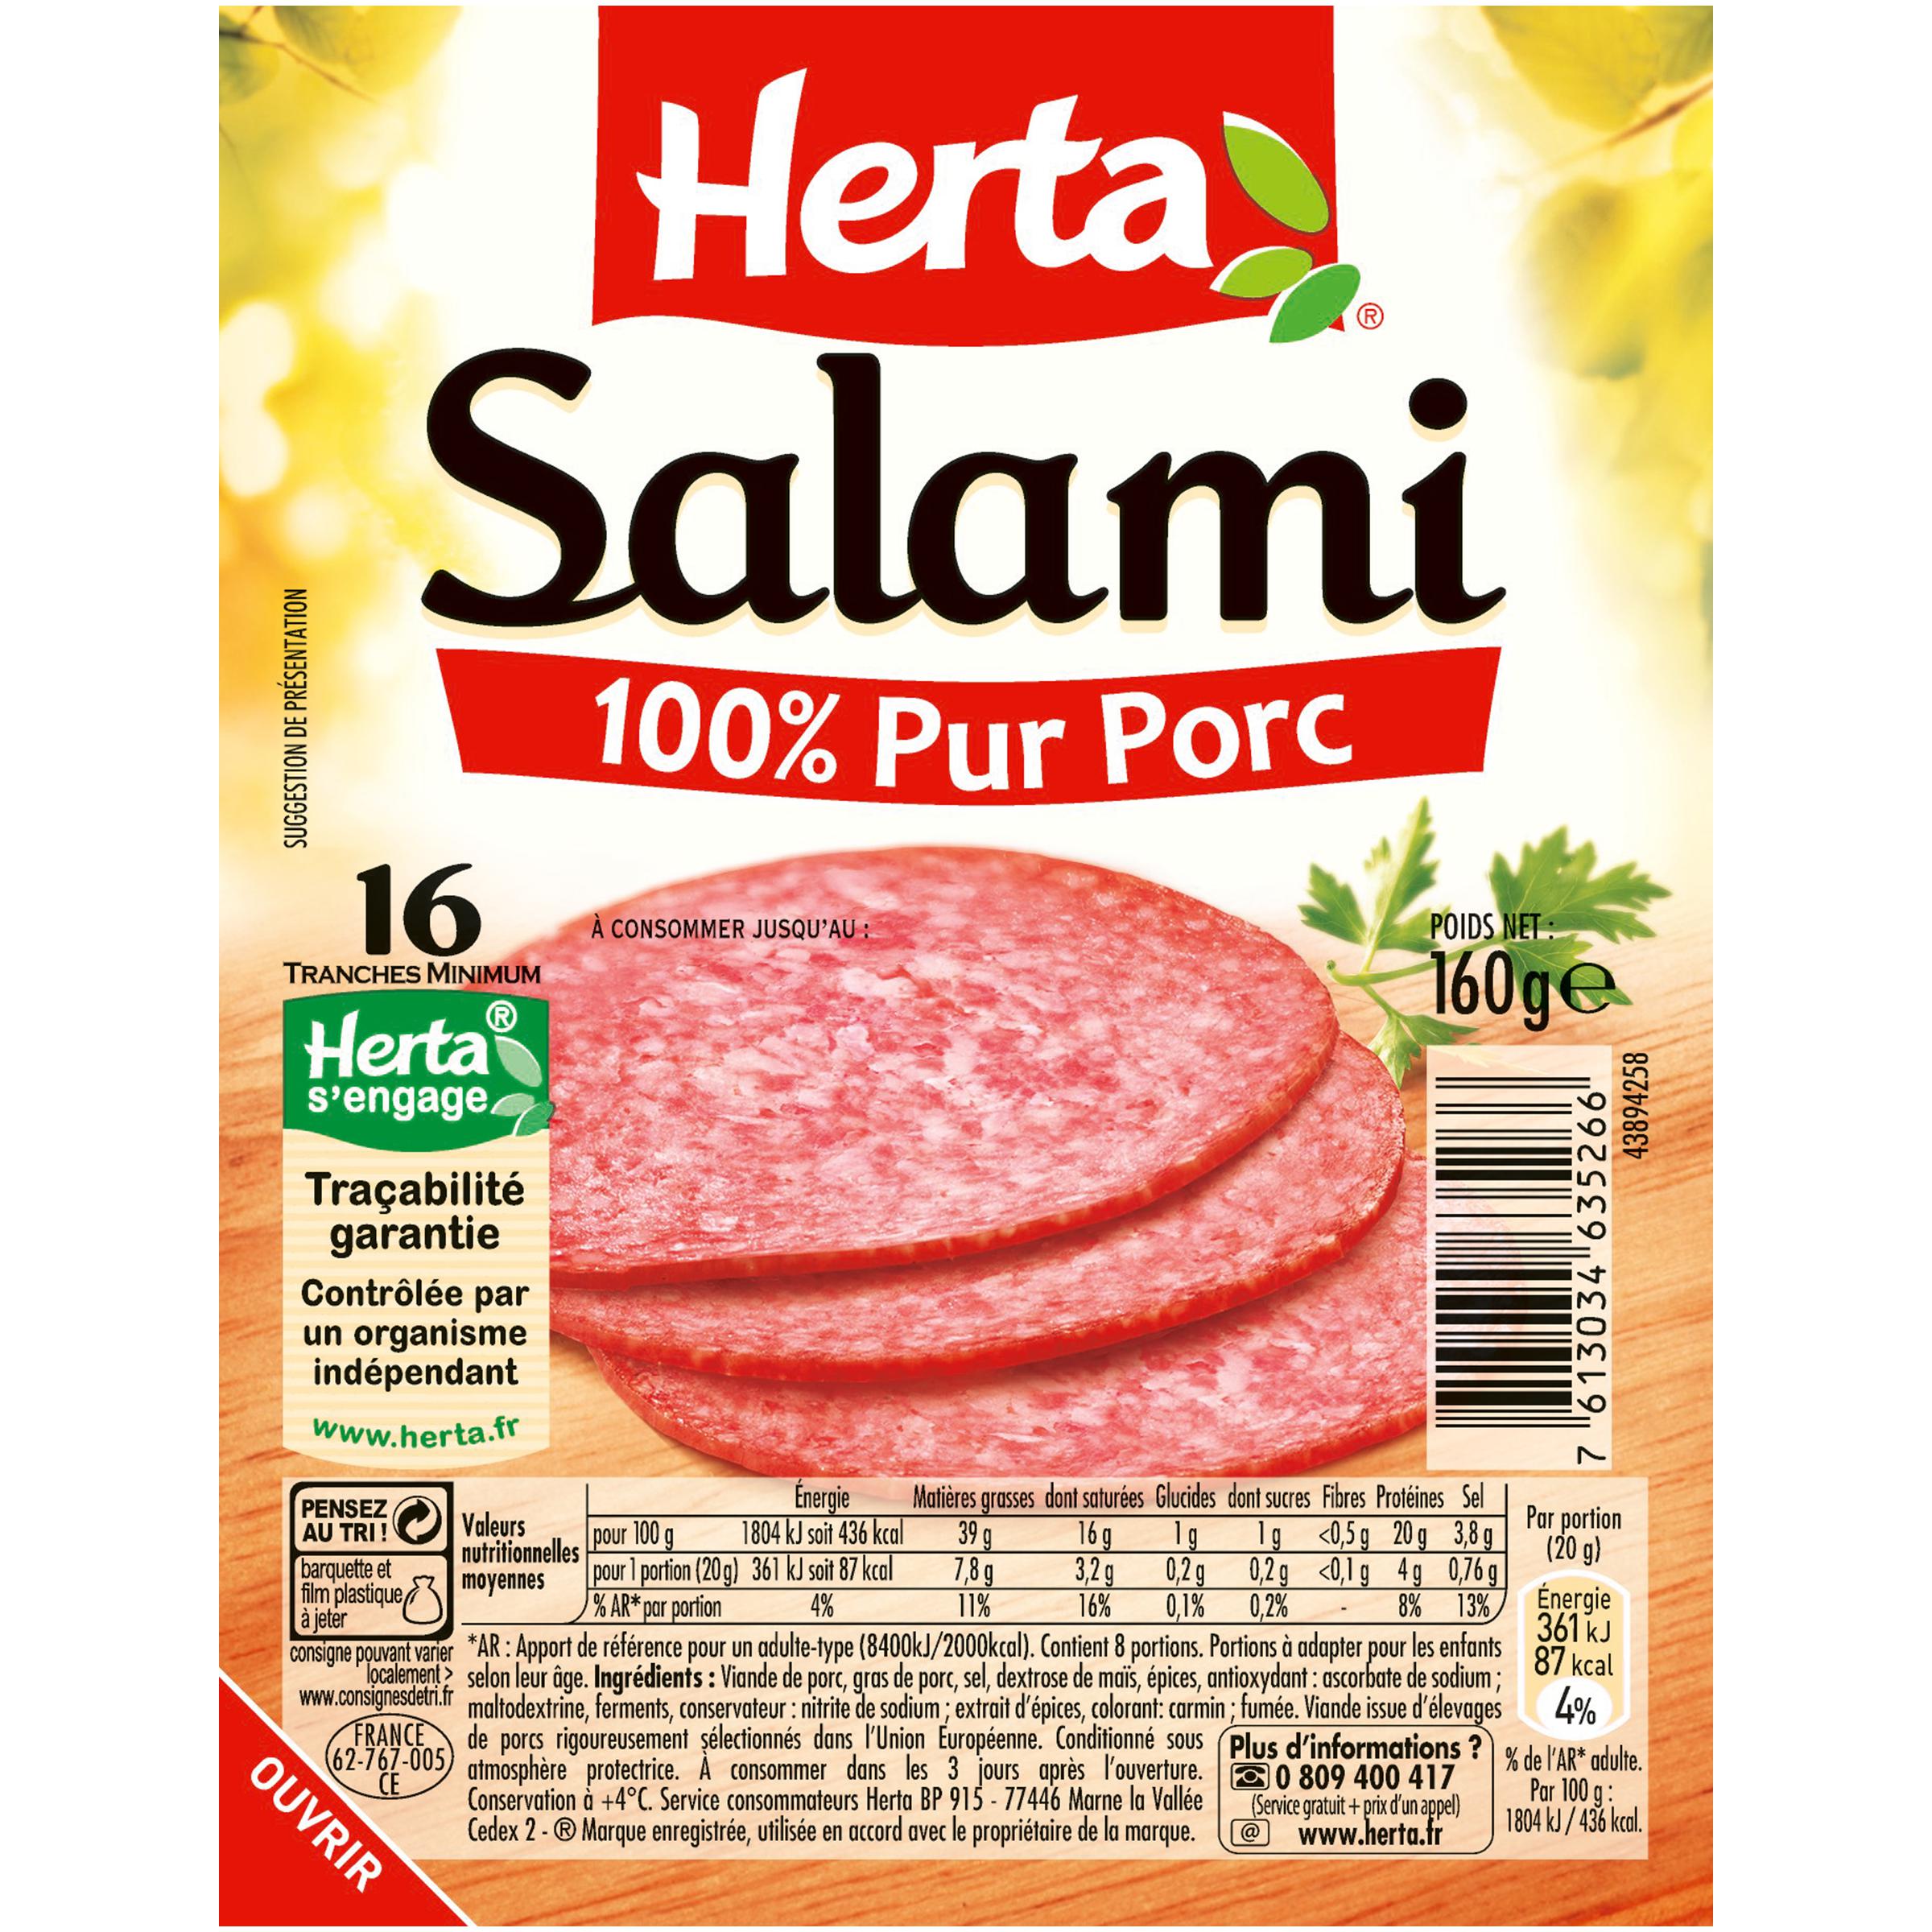 Herta
®
Salami
100% Pur Porc
SUGGESTION DE PRÉSENTATION
16
TRANCHES MINIMUM
À CONSOMMER JUSQU'AU :
POIDS NET :
160g e
Herta®
s'engage
Traçabilité
garantie
Contrôlée par
un organisme
indépendant
www.herta.fr
43894258
7 613034 635266
PENSEZ
AU TRI !
barquette et
film plastique
à jeter
consigne pouvant varier
localement >
www.consignesdetri.fr
FRANCE
62-767-005
CE
OUVRIR
Valeurs
nutritionnelles
moyennes
Énergie Matières grasses dont saturées Glucides dont sucres Fibres Protéines Sel
pour 100 g 1804 kJ soit 436 kcal 39 g 16 g 1 g 1 g <0,5 g 20 g 3,8 g
pour 1 portion (20g) 361 kJ soit 87 kcal 7,8 g 3,2 g 0,2 g 0,2 g <0,1 g 4 g 0,76 g
% AR* par portion 4% 11% 16% 0,1% 0,2% - 8% 13%
*AR : Apport de référence pour un adulte-type (8400kJ/2000kcal). Contient 8 portions. Portions à adapter pour les enfants
selon leur âge. Ingrédients : Viande de porc, gras de porc, sel, dextrose de maïs, épices, antioxydant : ascorbate de sodium ;
maltodextrine, ferments, conservateur : nitrite de sodium ; extrait d'épices, colorant: carmin ; fumée. Viande issue d'élevages
de porcs rigoureusement sélectionnés dans l'Union Européenne. Conditionné sous
atmosphère protectrice. À consommer dans les 3 jours après l'ouverture.
Conservation à +4°C. Service consommateurs Herta BP 915 - 77446 Marne la Vallée
Cedex 2 - ® Marque enregistrée, utilisée en accord avec le propriétaire de la marque.
Plus d'informations ?
0 809 400 417
(Service gratuit + prix d'un appel)
@ www.herta.fr
Par portion
(20 g)
Énergie
361 kJ
87 kcal
4%
% de l'AR* adulte.
Par 100 g :
1804 kJ / 436 kcal.